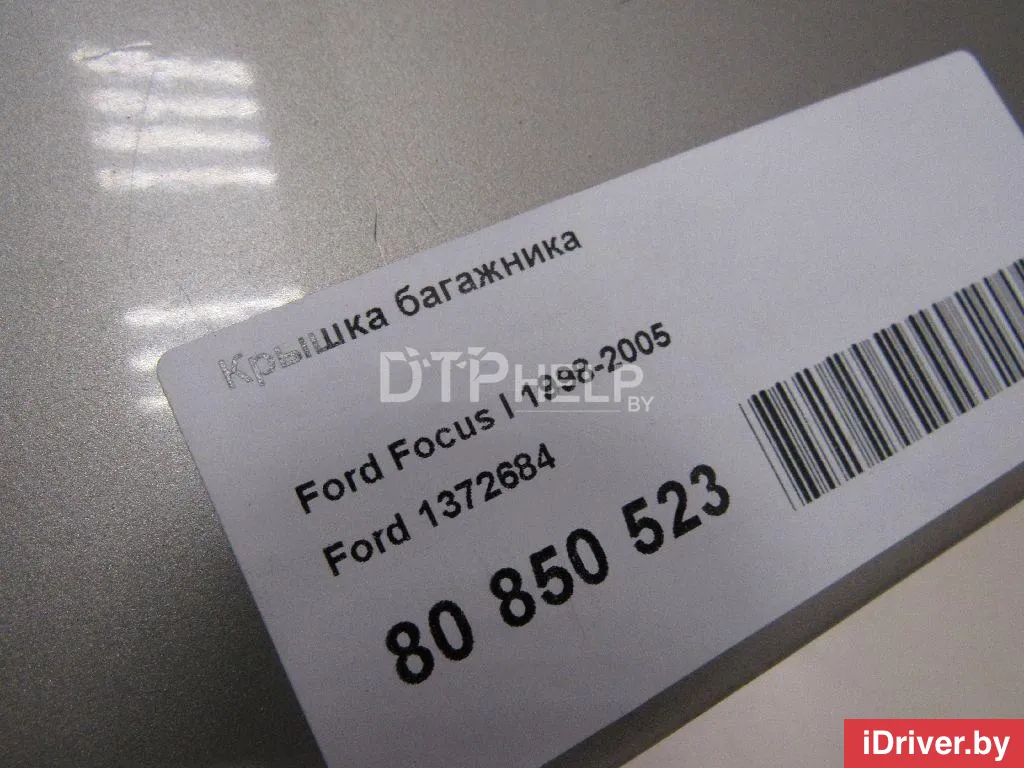 Крышка багажника
Ford Focus I 1998-2005
Ford 1372684
80 850 523
DTPHELP
BY
iDriver.by